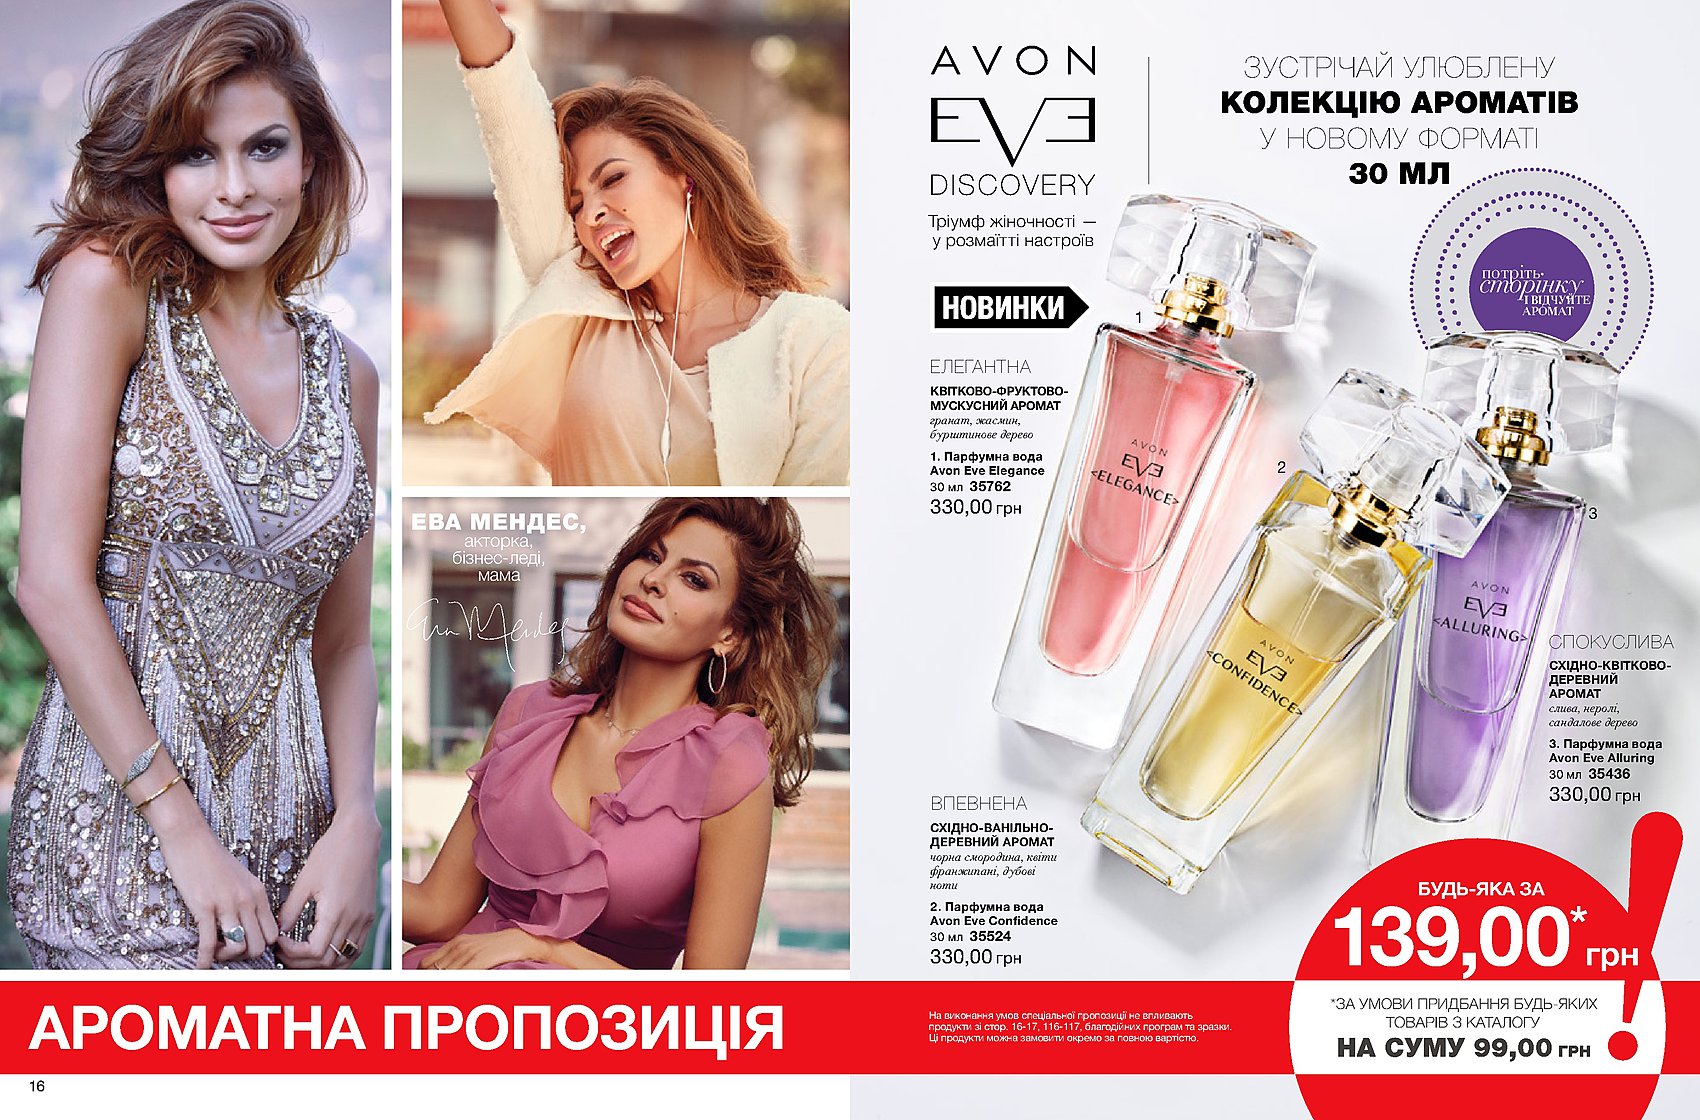 ЕВА МЕНДЕС,
акторка,
бізнес-леді,
мама
Eva Mendes
АРОМАТНА ПРОПОЗИЦІЯ
16
AVON
EVE
DISCOVERY
Тріумф жіночності —
у розмаїтті настроїв
ЗУСТРІЧАЙ УЛЮБЛЕНУ
КОЛЕКЦІЮ АРОМАТІВ
У НОВОМУ ФОРМАТІ
30 МЛ
ПОТРІТЬ
СТОРІНКУ
І ВІДЧУЙТЕ
АРОМАТ
НОВИНКИ
1
ЕЛЕГАНТНА
КВІТКОВО-ФРУКТОВО-
МУСКУСНИЙ АРОМАТ
гранат, жасмин,
бурштинове дерево
1. Парфумна вода
Avon Eve Elegance
30 мл 35762
330,00 грн
AVON
EVE
<ELEGANCE>
2
AVON
EVE
<CONFIDENCE>
3
AVON
EVE
<ALLURING>
СПОКУСЛИВА
СХІДНО-КВІТКОВО-
ДЕРЕВНИЙ
АРОМАТ
слива, неролі,
сандалове дерево
3. Парфумна вода
Avon Eve Alluring
30 мл 35436
330,00 грн
ВПЕВНЕНА
СХІДНО-ВАНІЛЬНО-
ДЕРЕВНИЙ АРОМАТ
чорна смородина, квіти
франжипані, дубові
ноти
2. Парфумна вода
Avon Eve Confidence
30 мл 35524
330,00 грн
БУДЬ-ЯКА ЗА
139,00* грн
*ЗА УМОВИ ПРИДБАННЯ БУДЬ-ЯКИХ
ТОВАРІВ З КАТАЛОГУ
НА СУМУ 99,00 ГРН
На виконання умов спеціальної пропозиції не впливають
продукти зі стор. 16-17, 116-117, благодійних програм та зразки.
Ці продукти можна замовити окремо за повною вартістю.